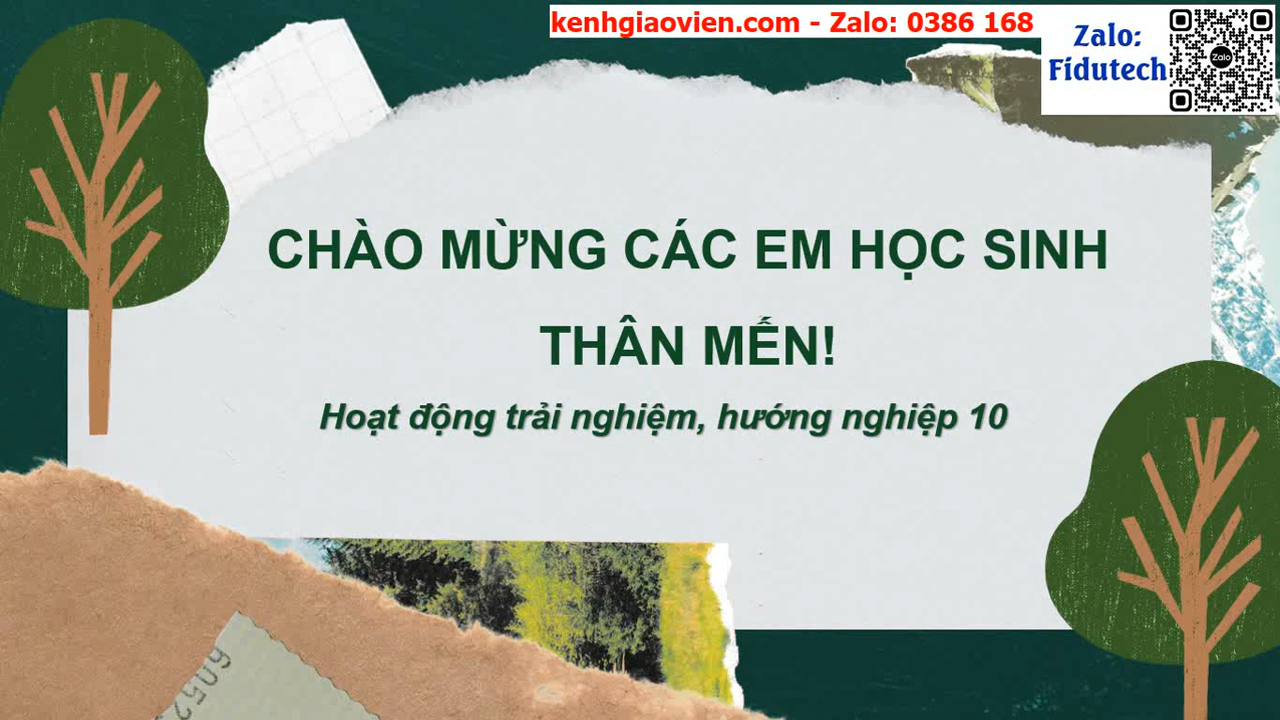 kenhgiaovien.com - Zalo: 0386 168
Zalo:
Fidutech
Zalo
CHÀO MỪNG CÁC EM HỌC SINH
THÂN MẾN!
Hoạt động trải nghiệm, hướng nghiệp 10